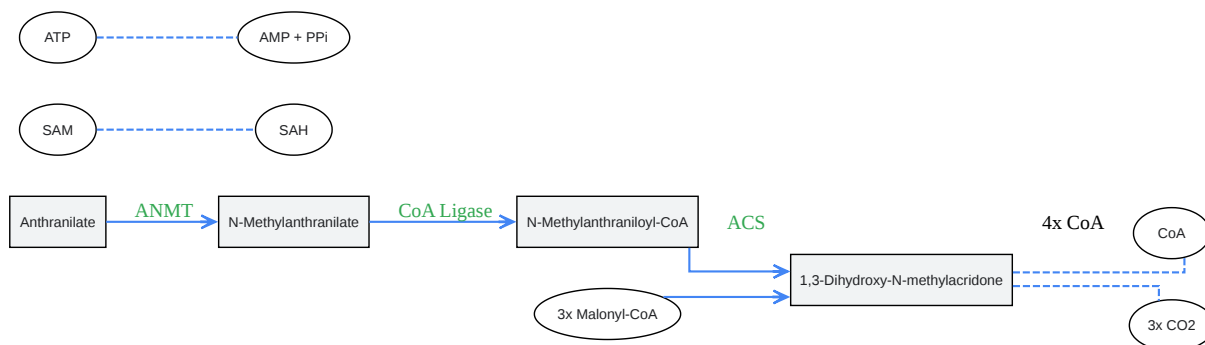 ATP
AMP + PPi
SAM
SAH
Anthranilate
ANMT
N-Methylanthranilate
CoA Ligase
N-Methylanthraniloyl-CoA
ACS
4x CoA
CoA
1,3-Dihydroxy-N-methylacridone
3x Malonyl-CoA
3x CO2